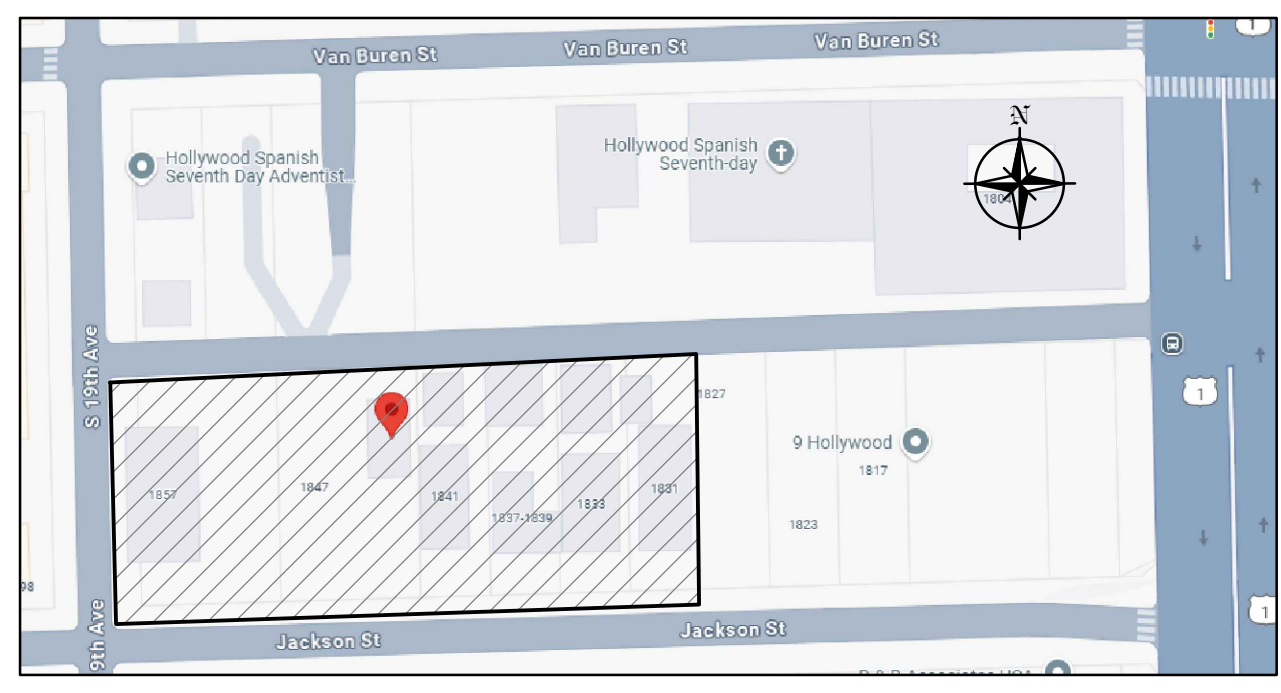 Van Buren St
Van Buren St
Van Buren St
1
N
Hollywood Spanish
Seventh Day Adventist...
Hollywood Spanish
Seventh-day
1804
S 19th Ave
1
1827
9 Hollywood
1817
1857
1847
1841
1837-1839
1833
1831
1823
98
1
9th Ave
Jackson St
Jackson St